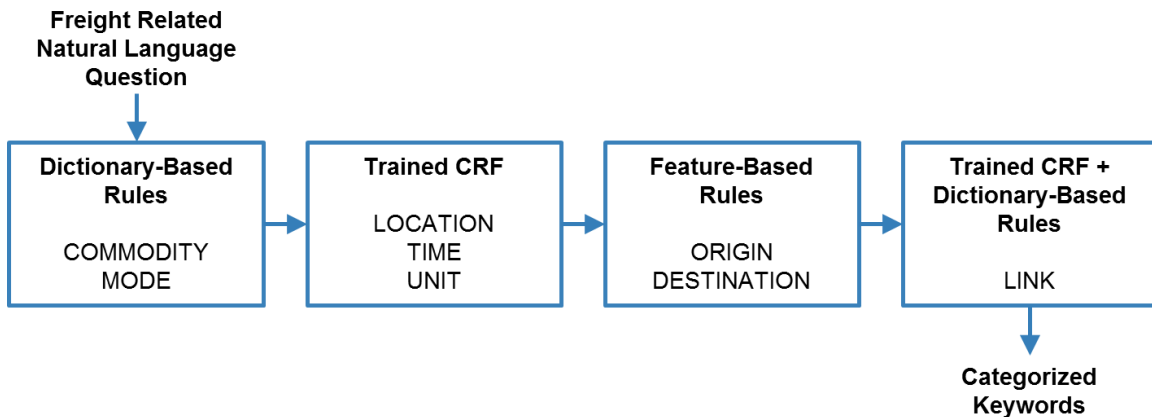 Freight Related
Natural Language
Question
Dictionary-Based
Rules
COMMODITY
MODE
Trained CRF
LOCATION
TIME
UNIT
Feature-Based
Rules
ORIGIN
DESTINATION
Trained CRF +
Dictionary-Based
Rules
LINK
Categorized
Keywords